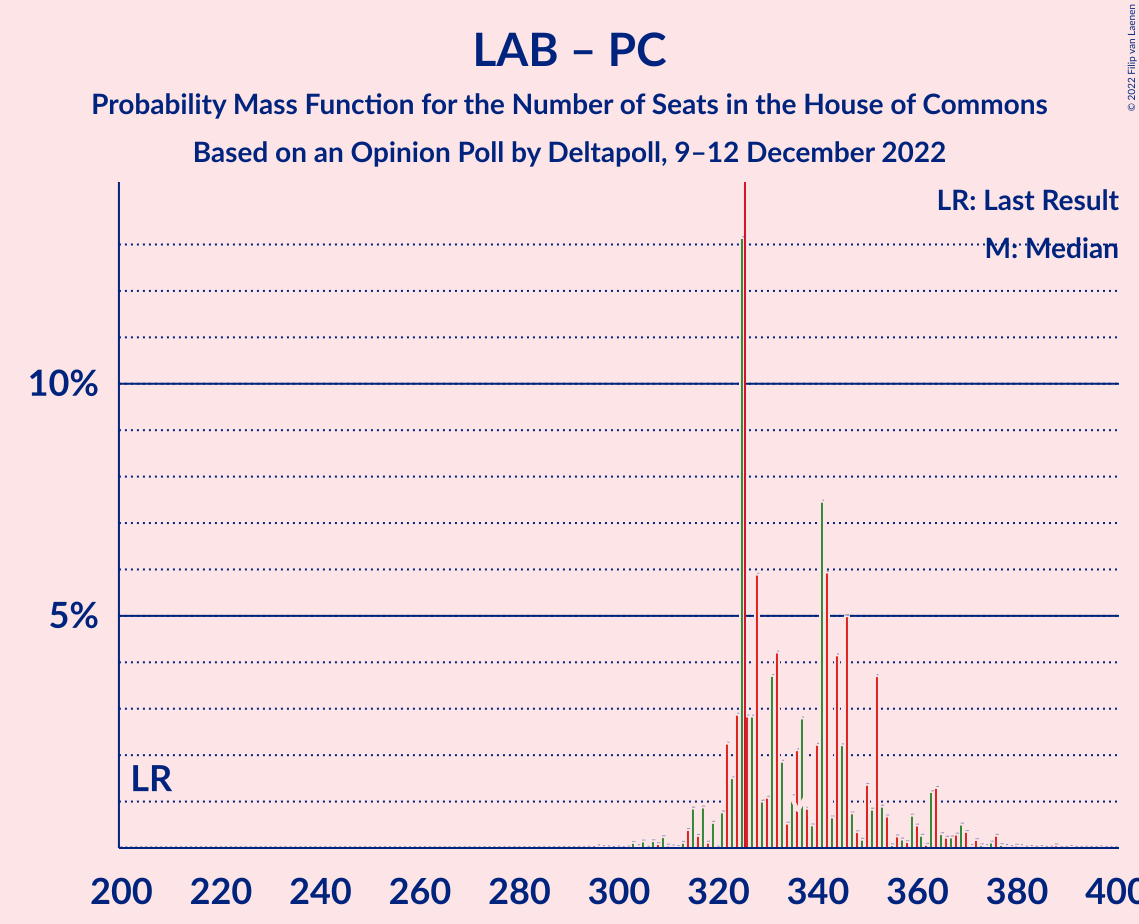 LAB – PC
Probability Mass Function for the Number of Seats in the House of Commons
Based on an Opinion Poll by Deltapoll, 9–12 December 2022
© 2022 Filip van Laenen
LR: Last Result
M: Median
10%
5%
LR
200 220 240 260 280 300 320 340 360 380 400